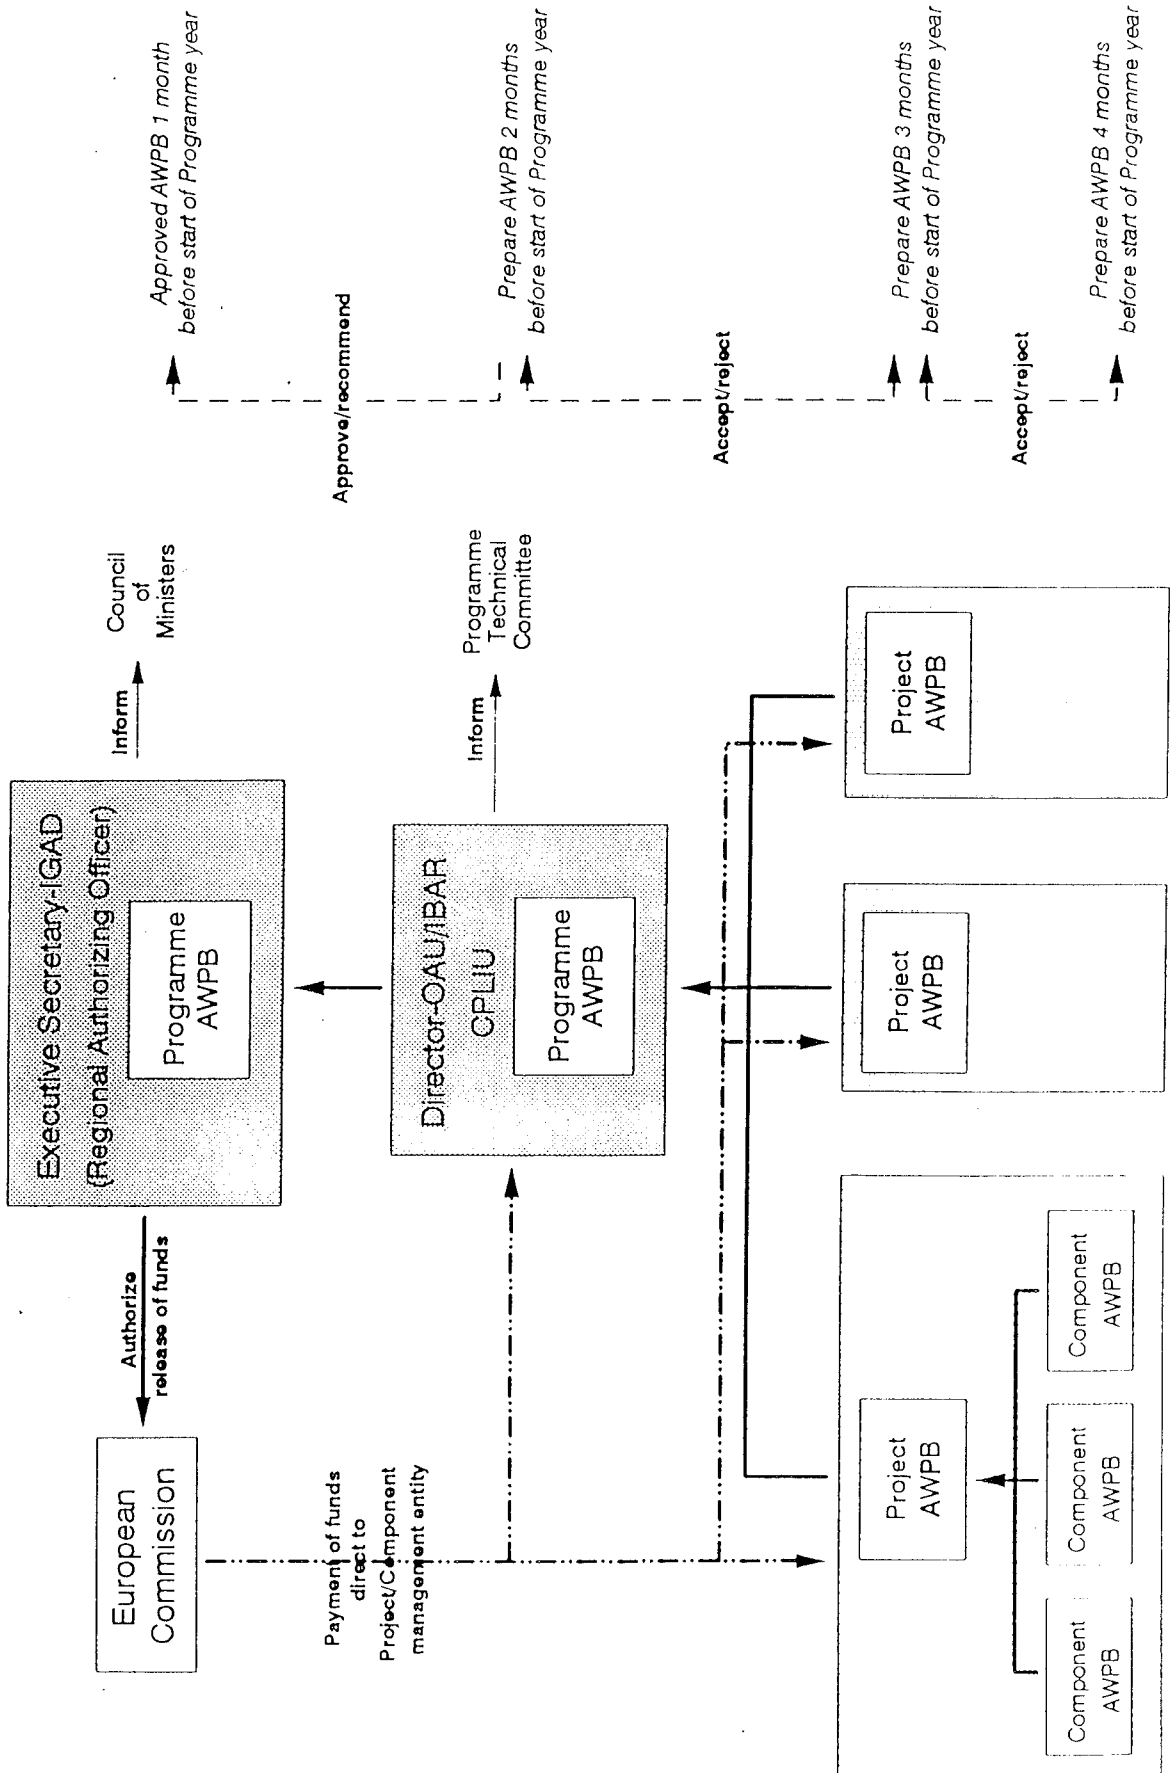 European
Commission
Authorize
release of funds
Executive Secretary-IGAD
(Regional Authorizing Officer)
Programme
AWPB
Inform
Council
of
Ministers
Approved AWPB 1 month
before start of Programme year
Payment of funds
direct to
Project/Component
management entity
Approve/recommend
Director-OAU/IBAR
CPLIU
Programme
AWPB
Inform
Programme
Technical
Committee
Prepare AWPB 2 months
before start of Programme year
Accept/reject
Project
AWPB
Project
AWPB
Project
AWPB
Prepare AWPB 3 months
before start of Programme year
Accept/reject
Component
AWPB
Component
AWPB
Component
AWPB
Prepare AWPB 4 months
before start of Programme year